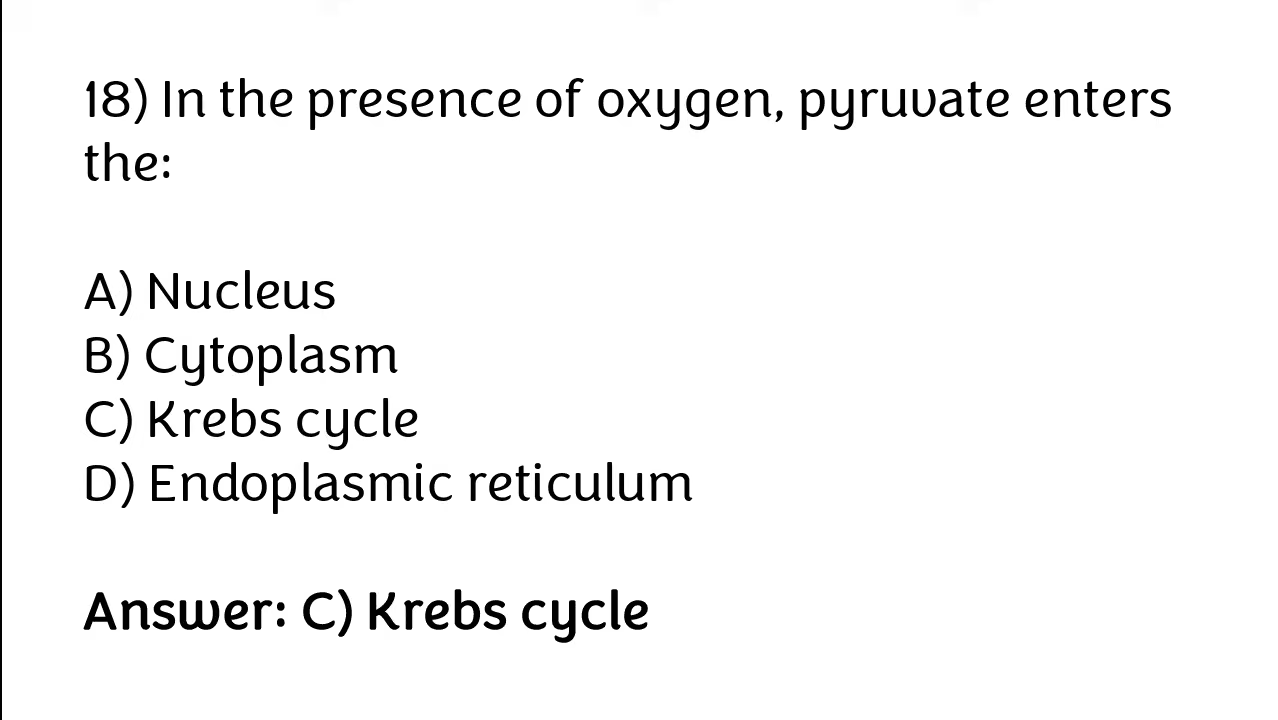 18) In the presence of oxygen, pyruvate enters
the:
A) Nucleus
B) Cytoplasm
C) Krebs cycle
D) Endoplasmic reticulum
Answer: C) Krebs cycle